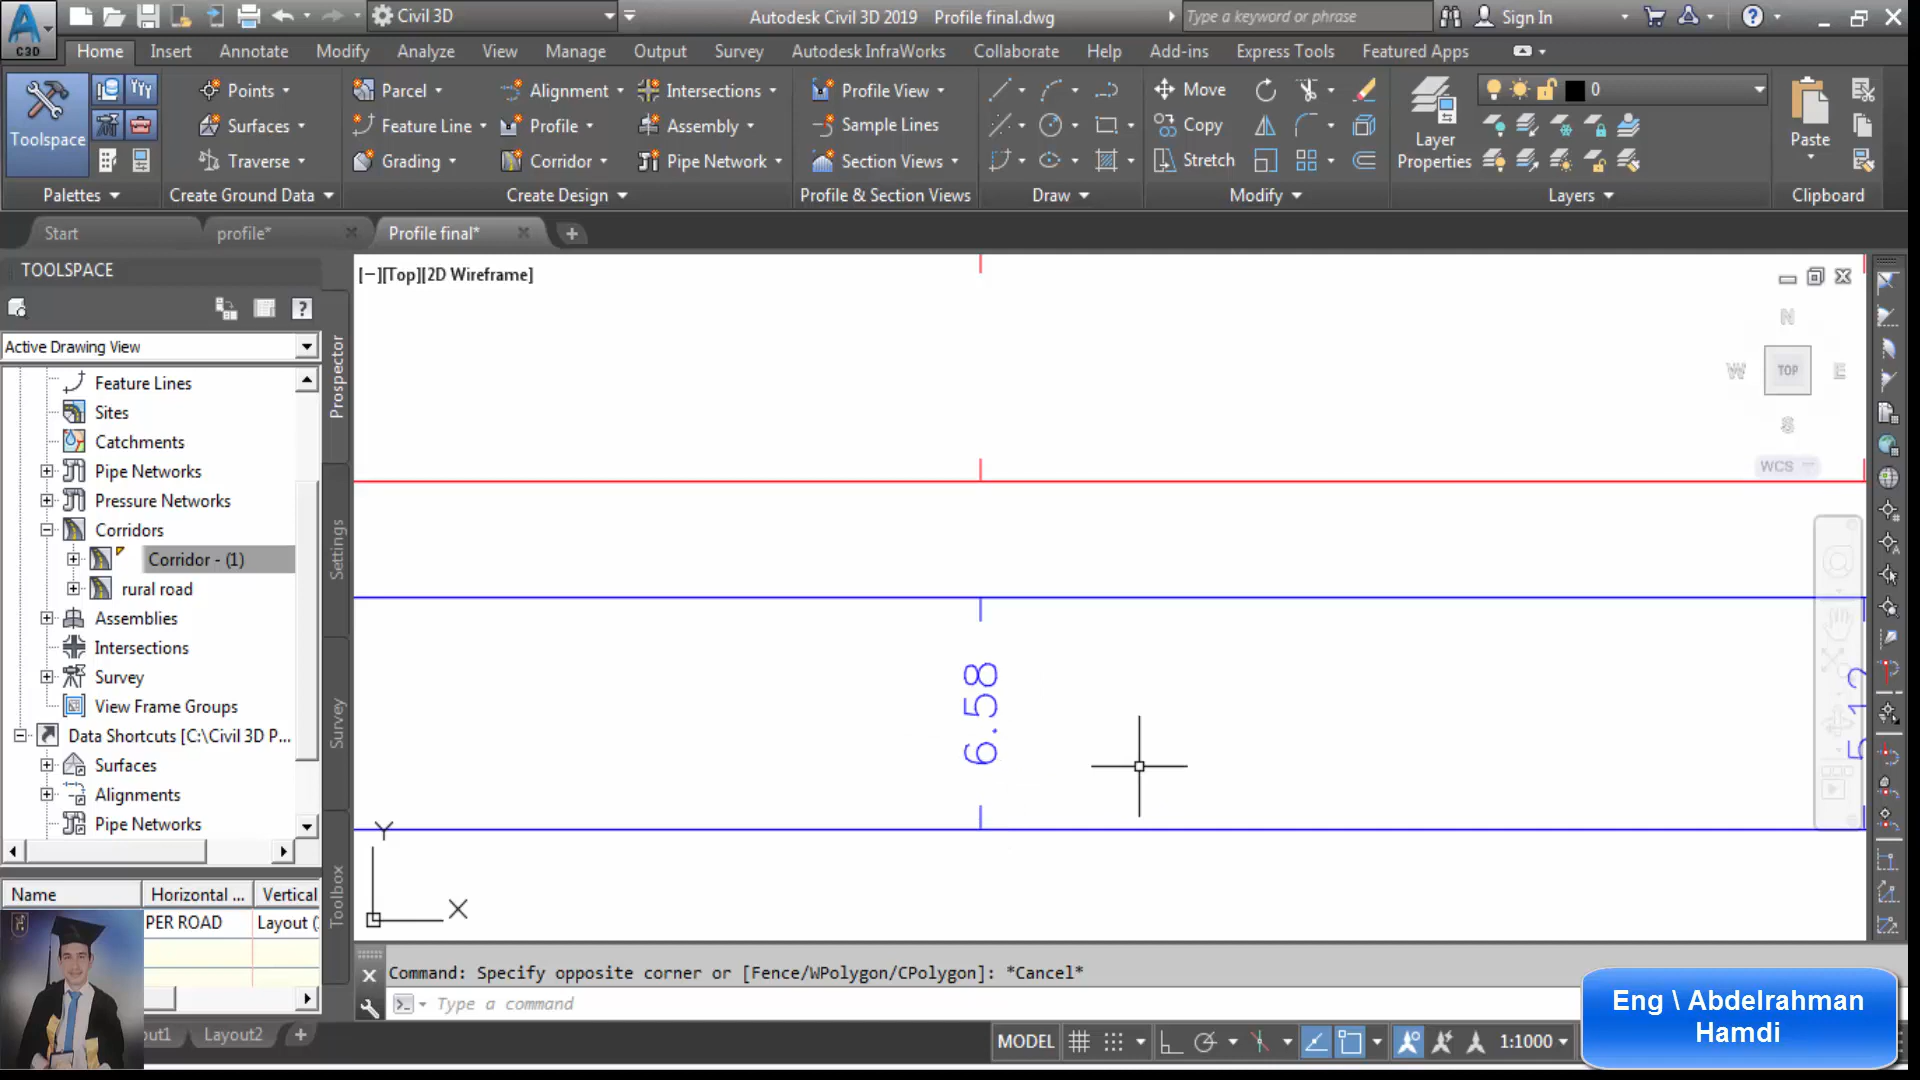 Civil 3D
Autodesk Civil 3D 2019 Profile final.dwg
Type a keyword or phrase
Sign In
C3D
Home Insert Annotate Modify Analyze View Manage Output Survey Autodesk InfraWorks Collaborate Help Add-ins Express Tools Featured Apps
Points Parcel Alignment Intersections Profile View Move 0
Surfaces Feature Line Profile Assembly Sample Lines Copy
Toolspace Layer Properties Paste
Traverse Grading Corridor Pipe Network Section Views Stretch
Palettes Create Ground Data Create Design Profile & Section Views Draw Modify Layers Clipboard
Start profile* Profile final*
TOOLSPACE
[−][Top][2D Wireframe]
N
W TOP E
S
WCS
Active Drawing View
Prospector
Settings
Survey
Toolbox
Feature Lines
Sites
Catchments
Pipe Networks
Pressure Networks
Corridors
Corridor - (1)
rural road
Assemblies
Intersections
Survey
View Frame Groups
Data Shortcuts [C:\Civil 3D P...
Surfaces
Alignments
Pipe Networks
6.58
Y
X
Name Horizontal ... Vertical
PER ROAD Layout (
Command: Specify opposite corner or [Fence/WPolygon/CPolygon]: *Cancel*
Type a command
out1 Layout2
MODEL 1:1000
Eng \ Abdelrahman
Hamdi